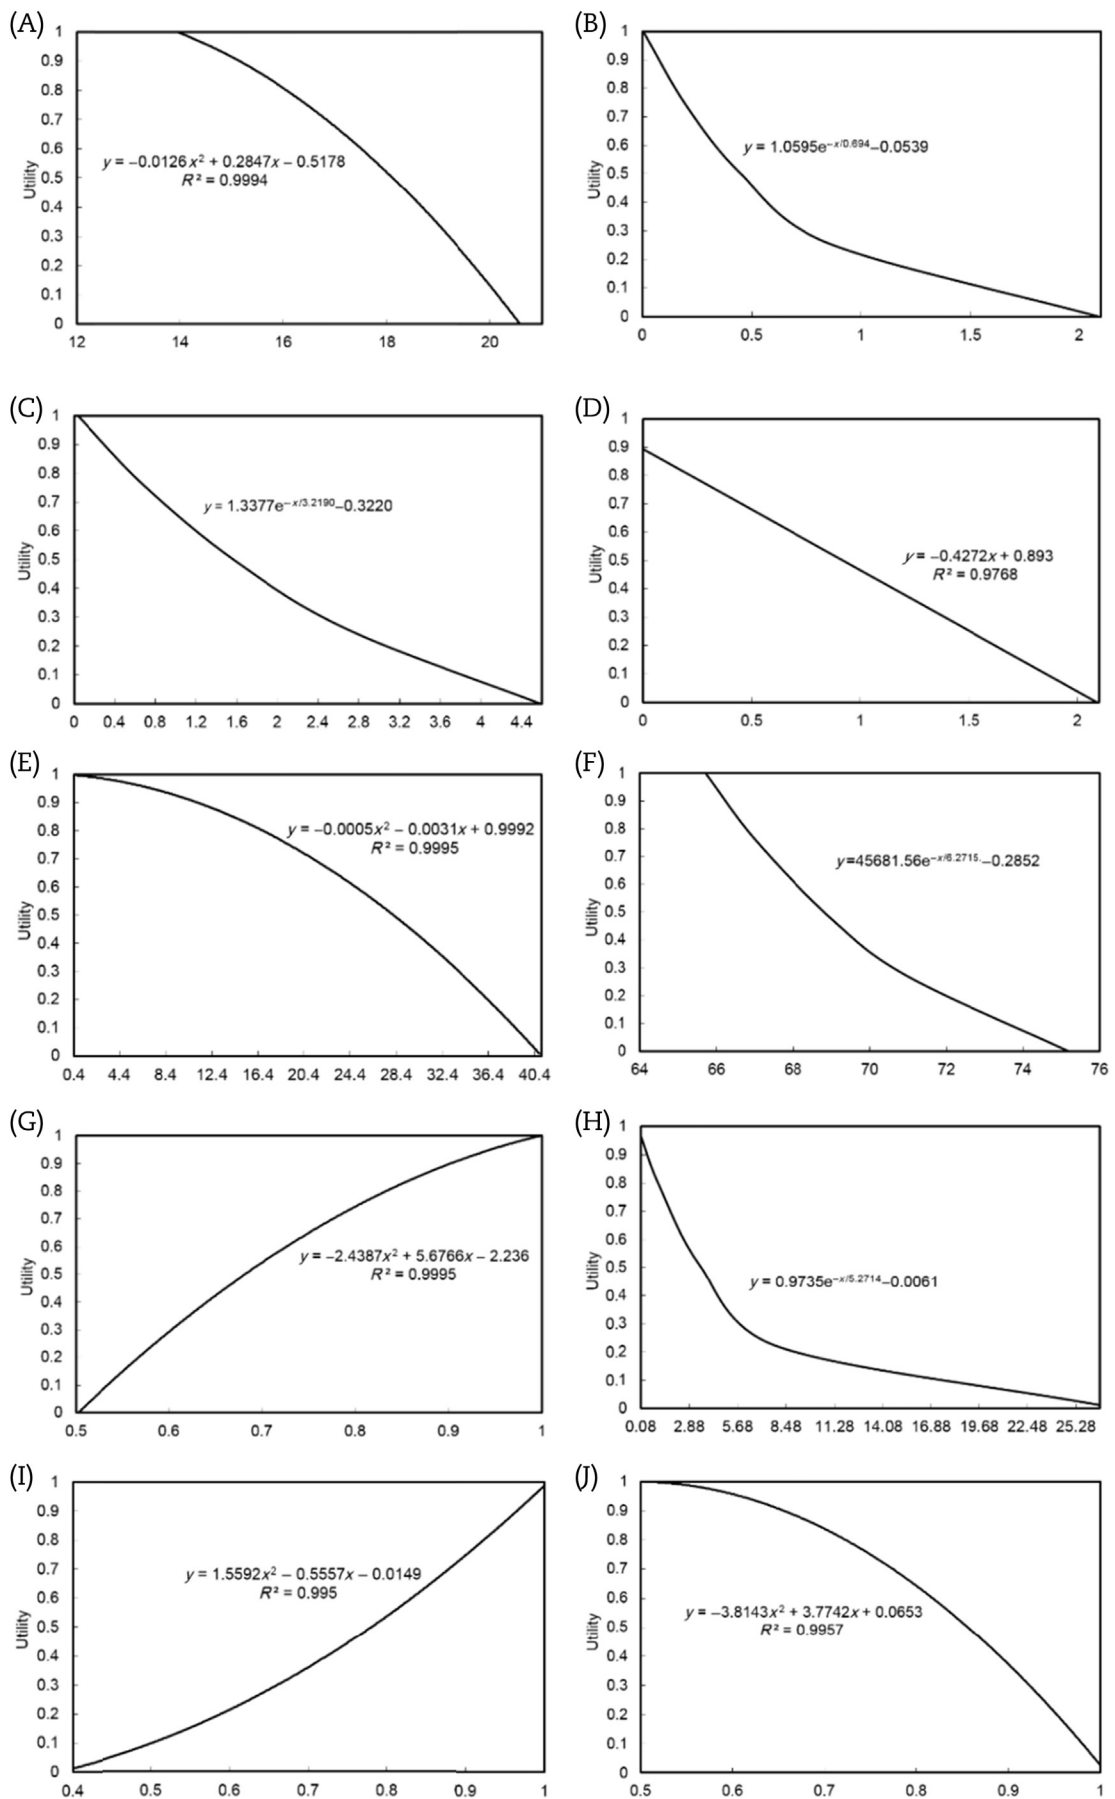 (A)
1
0.9
0.8
0.7
0.6
0.5
0.4
0.3
0.2
0.1
0
Utility
y = −0.0126x² + 0.2847x − 0.5178
R² = 0.9994
12 14 16 18 20
(B)
1
0.9
0.8
0.7
0.6
0.5
0.4
0.3
0.2
0.1
0
Utility
y = 1.0595e−x/0.694−0.0539
0 0.5 1 1.5 2
(C)
1
0.9
0.8
0.7
0.6
0.5
0.4
0.3
0.2
0.1
0
Utility
y = 1.3377e−x/3.2190−0.3220
0 0.4 0.8 1.2 1.6 2 2.4 2.8 3.2 3.6 4 4.4
(D)
1
0.9
0.8
0.7
0.6
0.5
0.4
0.3
0.2
0.1
0
Utility
y = −0.4272x + 0.893
R² = 0.9768
0 0.5 1 1.5 2
(E)
1
0.9
0.8
0.7
0.6
0.5
0.4
0.3
0.2
0.1
0
Utility
y = −0.0005x² − 0.0031x + 0.9992
R² = 0.9995
0.4 4.4 8.4 12.4 16.4 20.4 24.4 28.4 32.4 36.4 40.4
(F)
1
0.9
0.8
0.7
0.6
0.5
0.4
0.3
0.2
0.1
0
Utility
y=45681.56e−x/6.2715.−0.2852
64 66 68 70 72 74 76
(G)
1
0.9
0.8
0.7
0.6
0.5
0.4
0.3
0.2
0.1
0
Utility
y = −2.4387x² + 5.6766x − 2.236
R² = 0.9995
0.5 0.6 0.7 0.8 0.9 1
(H)
1
0.9
0.8
0.7
0.6
0.5
0.4
0.3
0.2
0.1
0
Utility
y = 0.9735e−x/5.2714−0.0061
0.08 2.88 5.68 8.48 11.28 14.08 16.88 19.68 22.48 25.28
(I)
1
0.9
0.8
0.7
0.6
0.5
0.4
0.3
0.2
0.1
0
Utility
y = 1.5592x² − 0.5557x − 0.0149
R² = 0.995
0.4 0.5 0.6 0.7 0.8 0.9 1
(J)
1
0.9
0.8
0.7
0.6
0.5
0.4
0.3
0.2
0.1
0
Utility
y = −3.8143x² + 3.7742x + 0.0653
R² = 0.9957
0.5 0.6 0.7 0.8 0.9 1